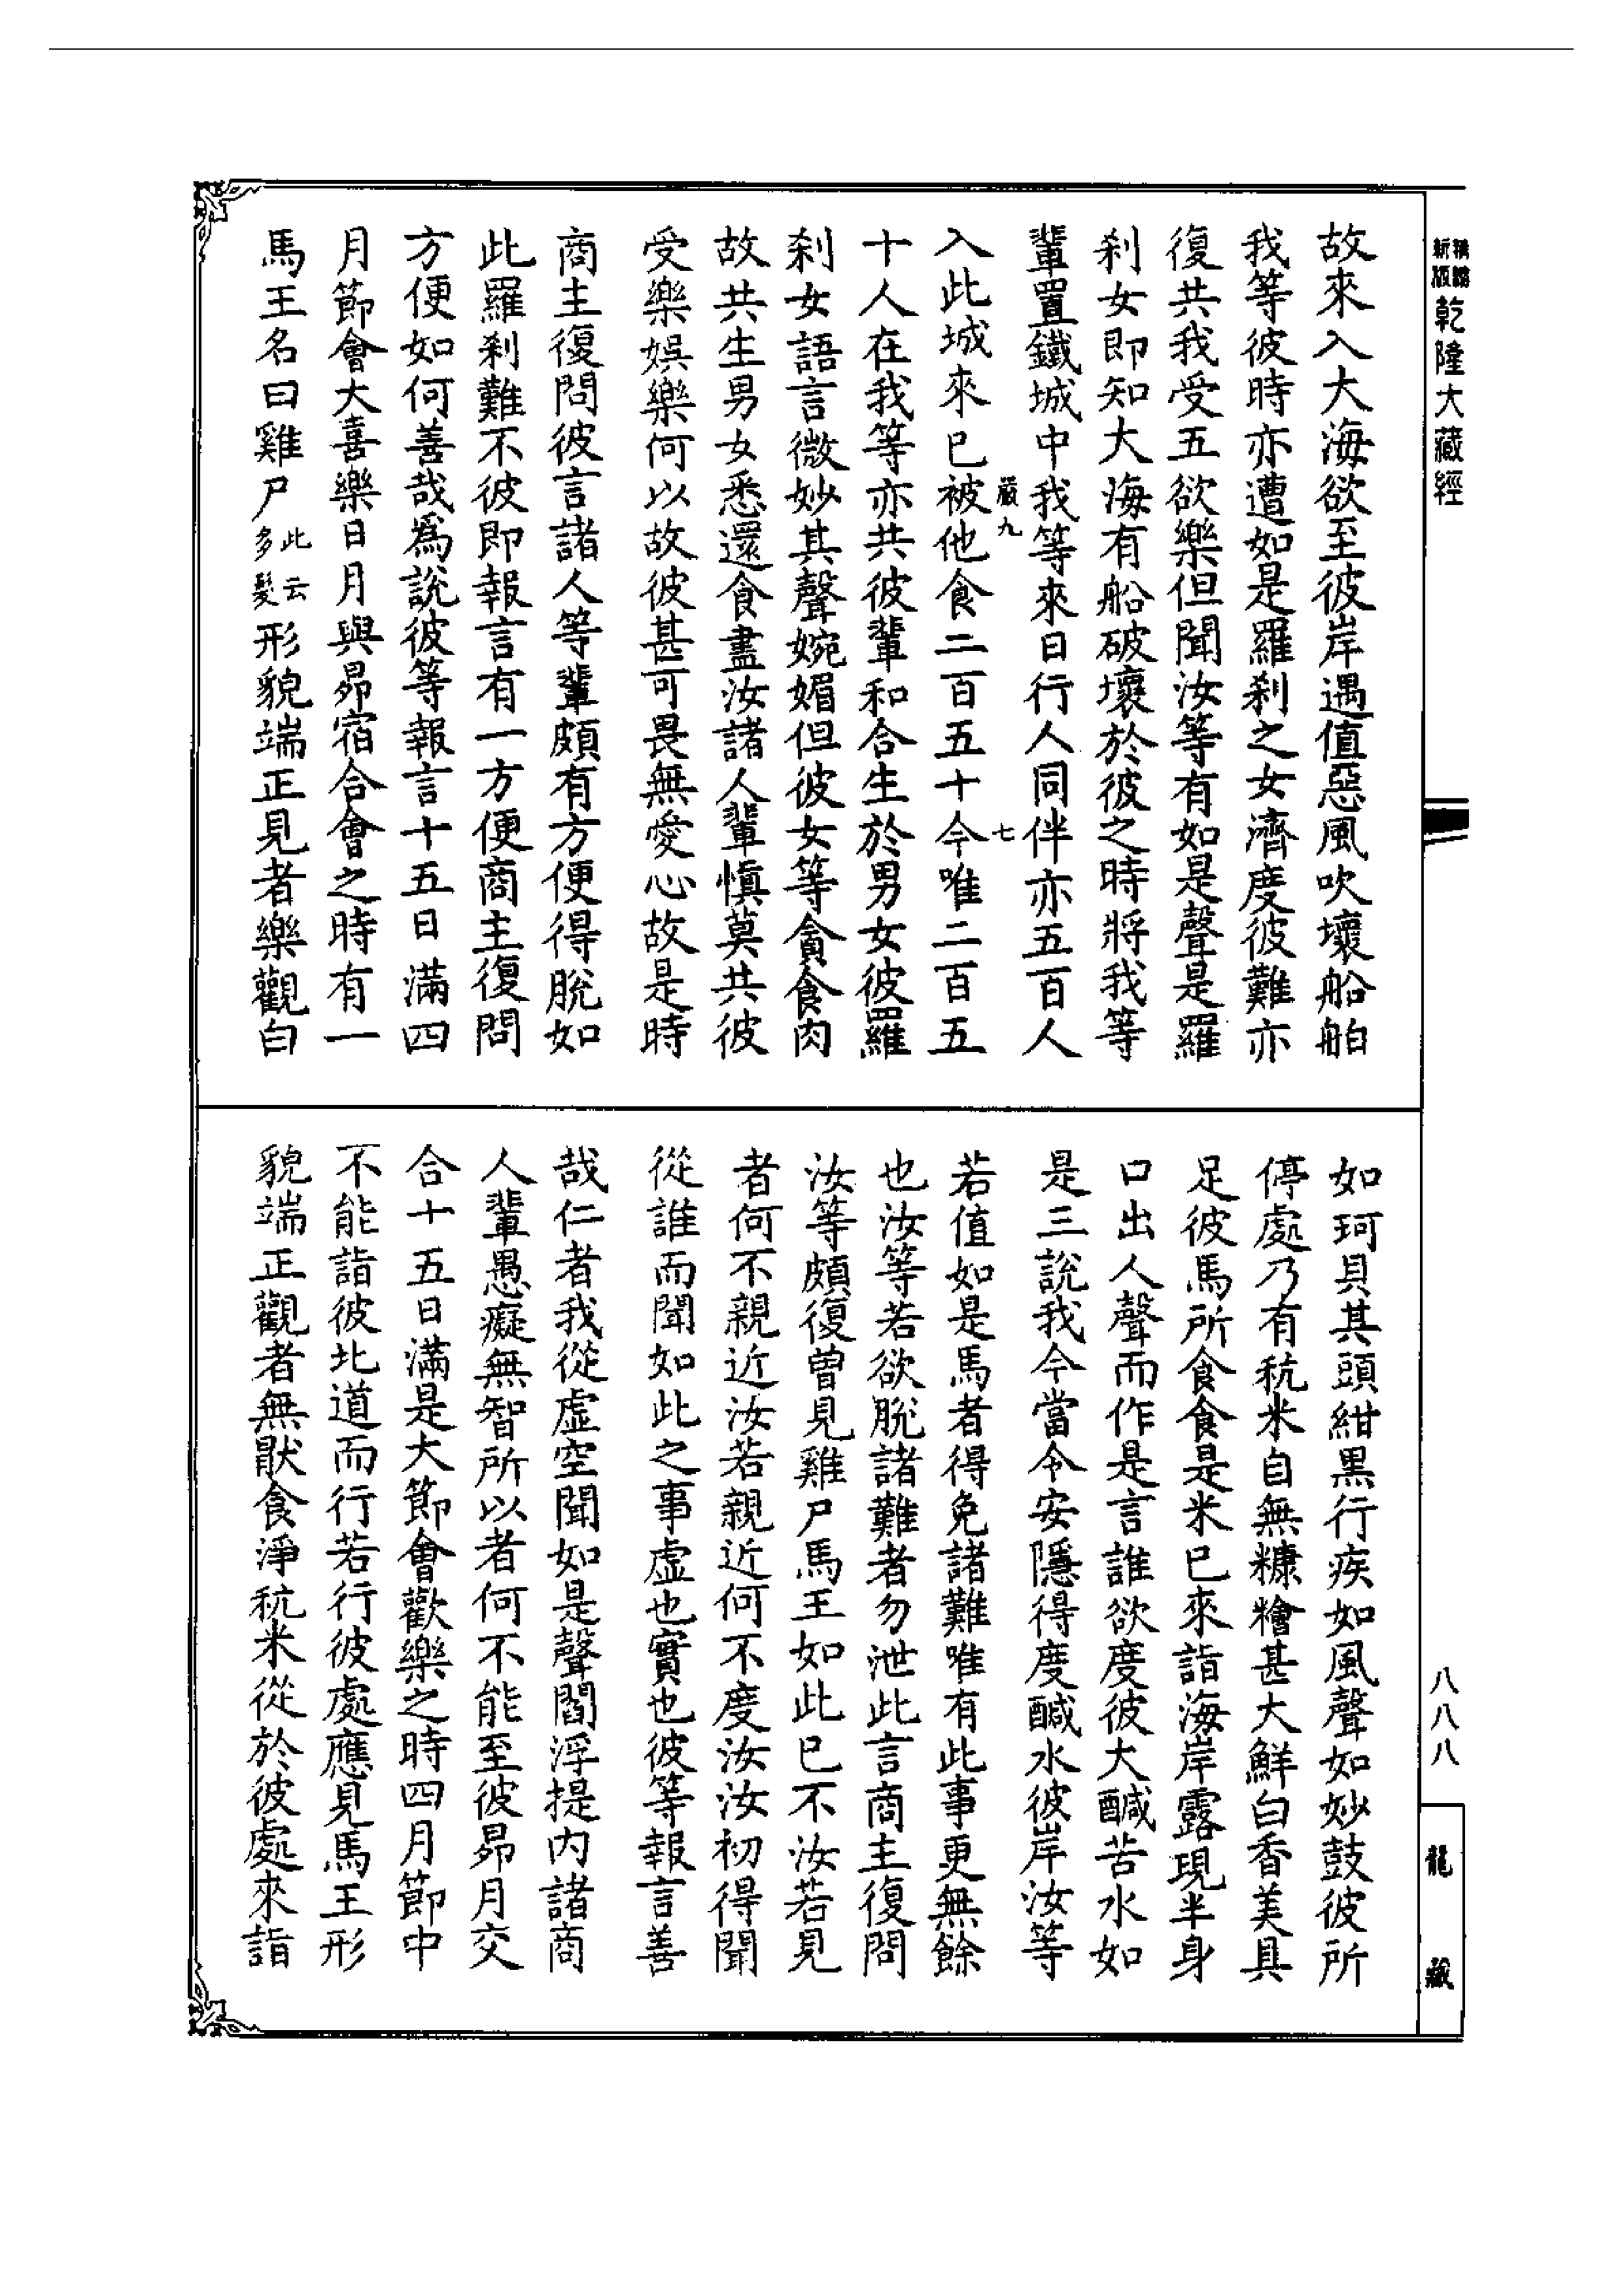 乾隆大藏經
故來入大海欲至彼岸遇值惡風吹壞船舶
我等彼時亦遭如是羅剎之女濟度彼難亦
復共我受五欲樂但聞汝等有如是聲是羅
剎女即知大海有船破壞於彼之時將我等
輩置鐵城中我等來日行人同伴亦五百人
嚴九
七
入此城來已被他食二百五十今唯二百五
十人在我等亦共彼輩和合生於男女彼羅
剎女語言微妙其聲婉媚但彼女等貪食肉
故共生男女悉還食盡汝諸人輩慎莫共彼
受樂娛樂何以故彼甚可畏無愛心故是時
商主復問彼言諸人等輩頗有方便得脫如
此羅剎難不彼即報言有一方便商主復問
方便如何善哉為說彼等報言十五日滿四
月節會大喜樂日月與昴宿合會之時有一
馬王名曰雞尸此云多髮形貌端正見者樂觀白
如珂貝其頭紺黑行疾如風聲如妙鼓彼所
停處乃有秔米自無糠糩甚大鮮白香美具
足彼馬所食食是米已來詣海岸露現半身
口出人聲而作是言誰欲度彼大鹹苦水如
是三說我今當令安隱得度鹹水彼岸汝等
若值如是馬者得免諸難唯有此事更無餘
也汝等若欲脫諸難者勿泄此言商主復問
汝等頗復曾見雞尸馬王如此已不汝若見
者何不親近汝若親近何不度汝汝初得聞
從誰而聞如此之事虛也實也彼等報言善
哉仁者我從虛空聞如是聲閻浮提內諸商
人輩愚癡無智所以者何不能至彼昴月交
合十五日滿是大節會歡樂之時四月節中
不能詣彼北道而行若行彼處應見馬王形
貌端正觀者無猒食淨秔米從於彼處來詣
八八八
龍藏